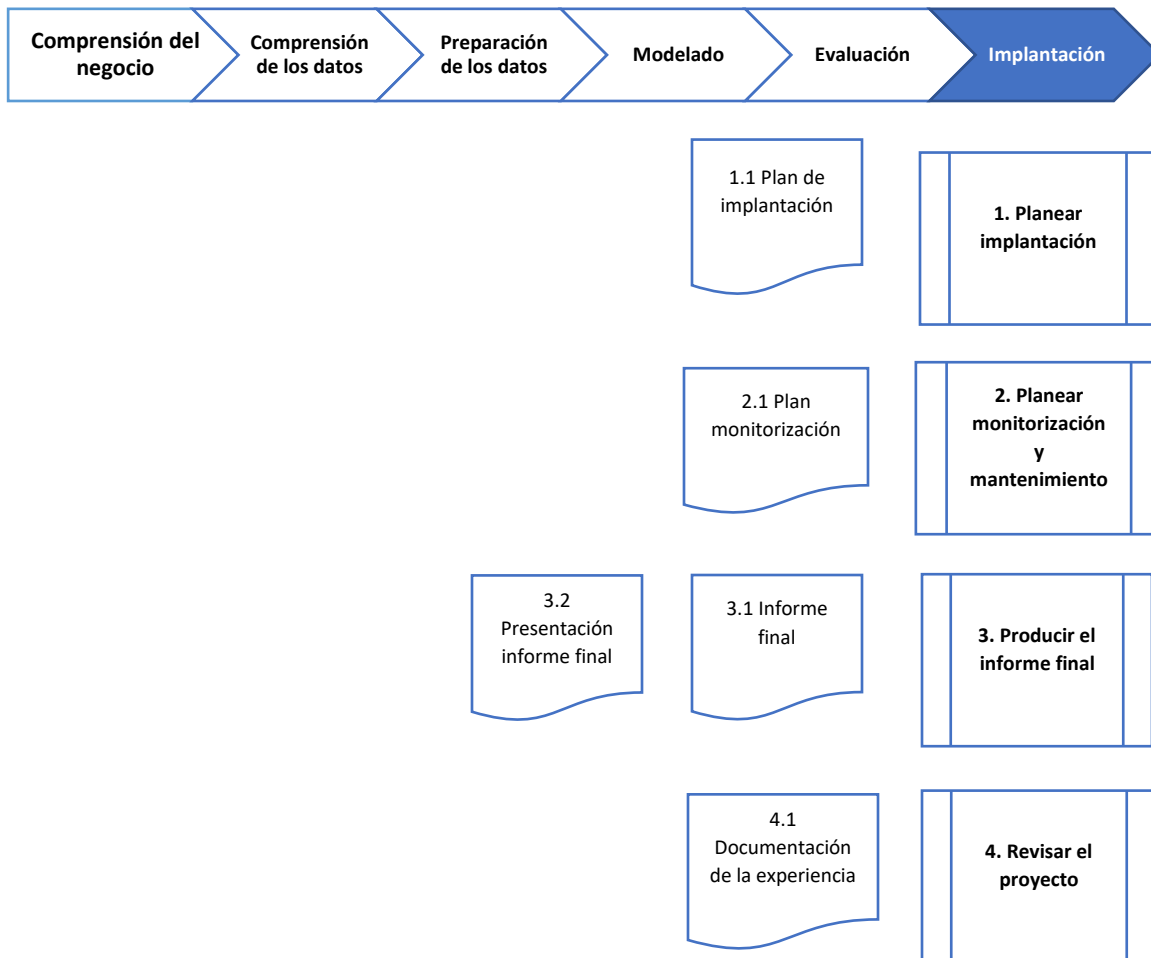 Comprensión del
negocio
Comprensión
de los datos
Preparación
de los datos
Modelado
Evaluación
Implantación
1.1 Plan de
implantación
1. Planear
implantación
2.1 Plan
monitorización
2. Planear
monitorización
y
mantenimiento
3.2
Presentación
informe final
3.1 Informe
final
3. Producir el
informe final
4.1
Documentación
de la experiencia
4. Revisar el
proyecto